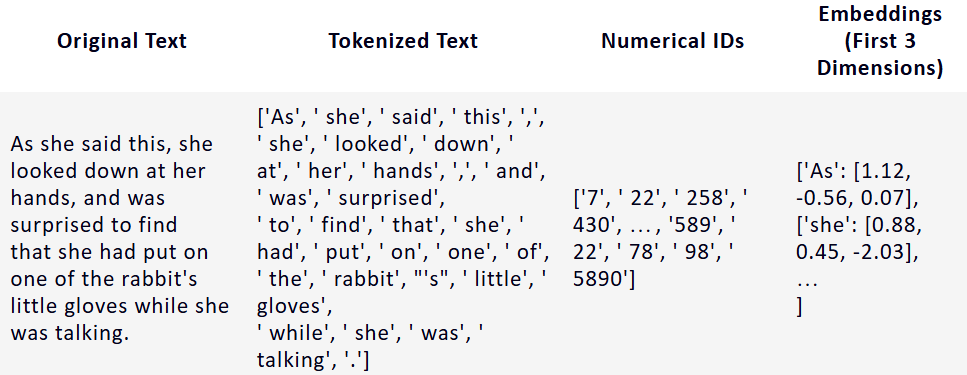 Original Text
Tokenized Text
Numerical IDs
Embeddings
(First 3
Dimensions)
As she said this, she
looked down at her
hands, and was
surprised to find
that she had put on
one of the rabbit's
little gloves while she
was talking.
['As', ' she', ' said', ' this', ',',
' she', ' looked', ' down', '
at', ' her', ' hands', ',', ' and',
' was', ' surprised',
' to', ' find', ' that', ' she', '
had', ' put', ' on', ' one', ' of',
' the', ' rabbit', "'s", ' little', '
gloves',
' while', ' she', ' was', '
talking', '.']
['7', ' 22', ' 258', '
430', ... , '589', '
22', ' 78', ' 98', '
5890']
['As': [1.12,
-0.56, 0.07],
['she': [0.88,
0.45, -2.03],
...
]